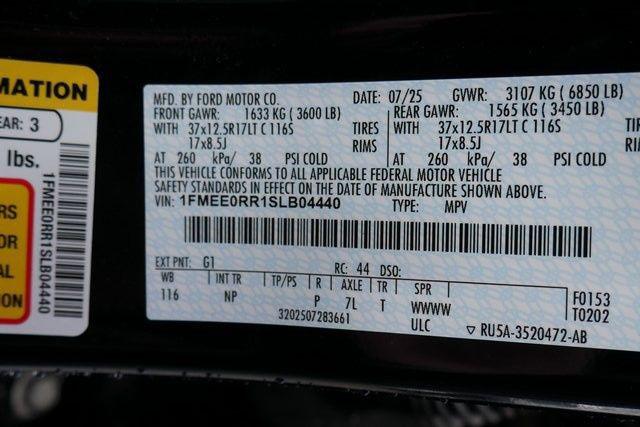 MATION
EAR: 3
lbs.
RS
OR
AL
TION
1FMEE0RR1SLB04440
MFD. BY FORD MOTOR CO. DATE: 07/25 GVWR: 3107 KG ( 6850 LB)
FRONT GAWR: 1633 KG ( 3600 LB) REAR GAWR: 1565 KG ( 3450 LB)
WITH 37x12.5R17LT C 116S TIRES WITH 37x12.5R17LT C 116S
17x8.5J RIMS 17x8.5J
TIRES
RIMS
AT 260 kPa/ 38 PSI COLD AT 260 kPa/ 38 PSI COLD
THIS VEHICLE CONFORMS TO ALL APPLICABLE FEDERAL MOTOR VEHICLE
SAFETY STANDARDS IN EFFECT ON THE DATE OF MANUFACTURE SHOWN ABOVE.
VIN: 1FMEE0RR1SLB04440 TYPE: MPV
EXT PNT: G1 RC: 44 DSO:
WB INT TR TP/PS R AXLE TR SPR
116 NP P 7L T WWWW
ULC
3202507283661
F0153
T0202
RU5A-3520472-AB